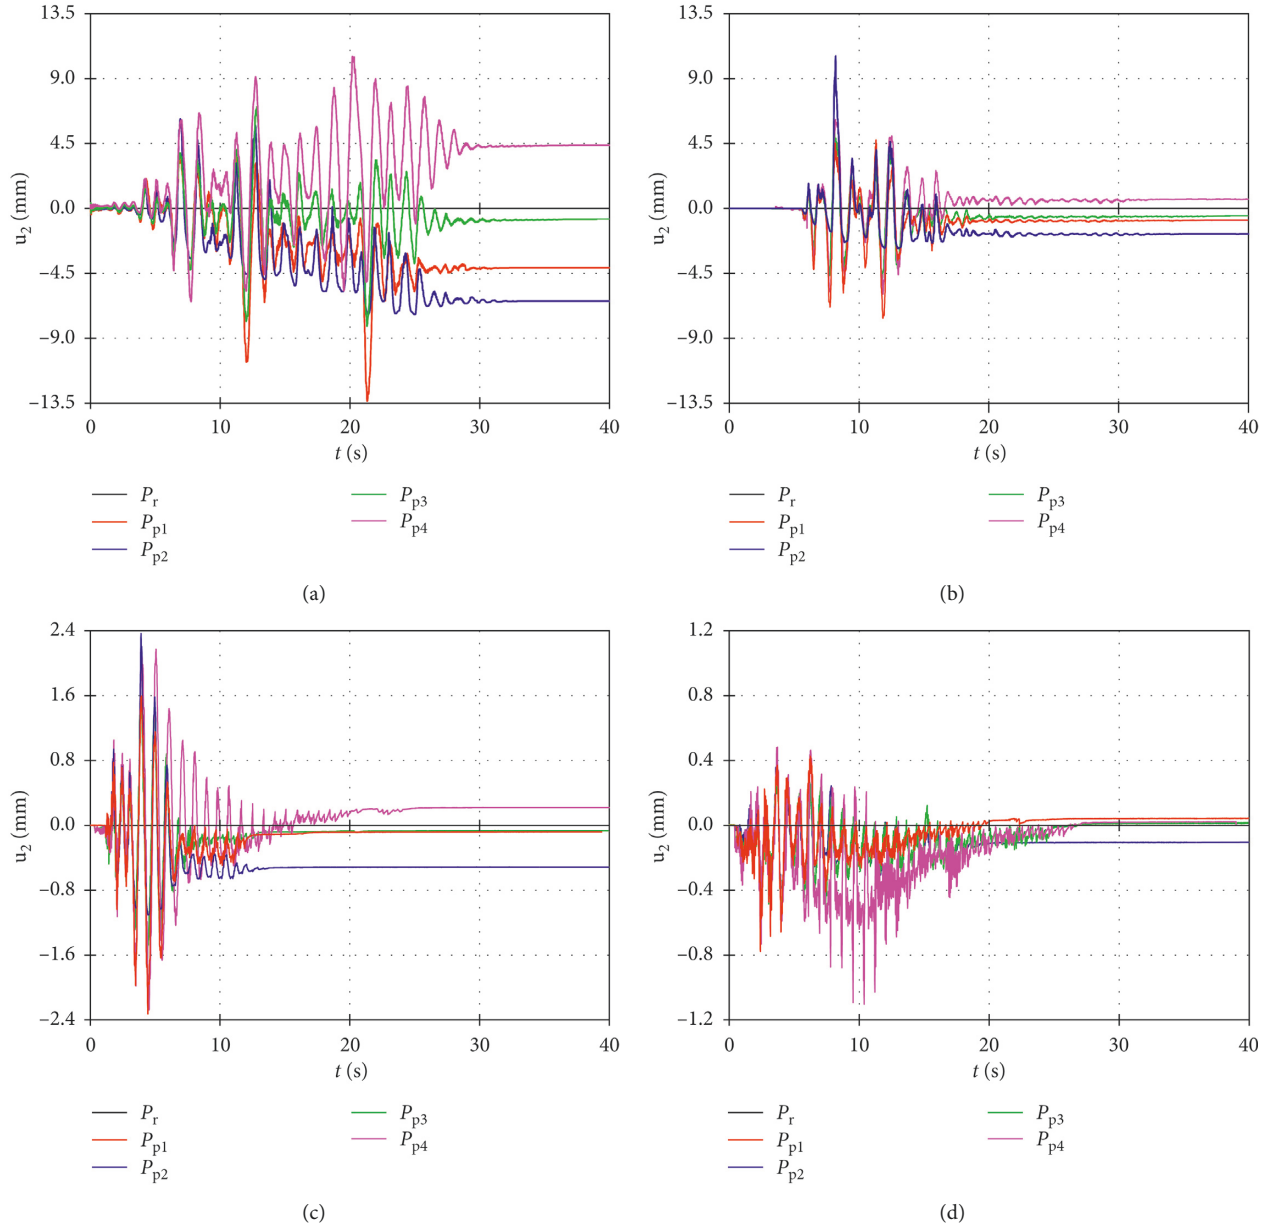 13.5
9.0
4.5
0.0
−4.5
−9.0
−13.5
u2 (mm)
0 10 20 30 40
t (s)
Pr
Pp1
Pp2
Pp3
Pp4
(a)
13.5
9.0
4.5
0.0
−4.5
−9.0
−13.5
u2 (mm)
0 10 20 30 40
t (s)
Pr
Pp1
Pp2
Pp3
Pp4
(b)
2.4
1.6
0.8
0.0
−0.8
−1.6
−2.4
u2 (mm)
0 10 20 30 40
t (s)
Pr
Pp1
Pp2
Pp3
Pp4
(c)
1.2
0.8
0.4
0.0
−0.4
−0.8
−1.2
u2 (mm)
0 10 20 30 40
t (s)
Pr
Pp1
Pp2
Pp3
Pp4
(d)